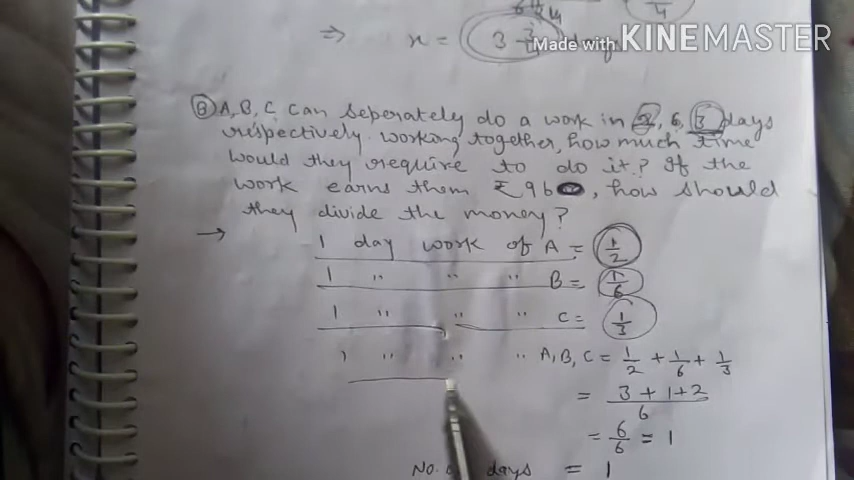 ⇒ x = 3
Made with KINEMASTER
③ A, B, C can seperately do a work in 2, 6, 3 days
respectively. working together, how much time
would they require to do it? If the
work earns them ₹ 960, how should
they divide the money?
→ 1 day work of A = 1/2
1 " " " B = 1/6
1 " " " C = 1/3
1 " " " A, B, C = 1/2 + 1/6 + 1/3
= 3+1+2/6
= 6/6 = 1
No. days = 1